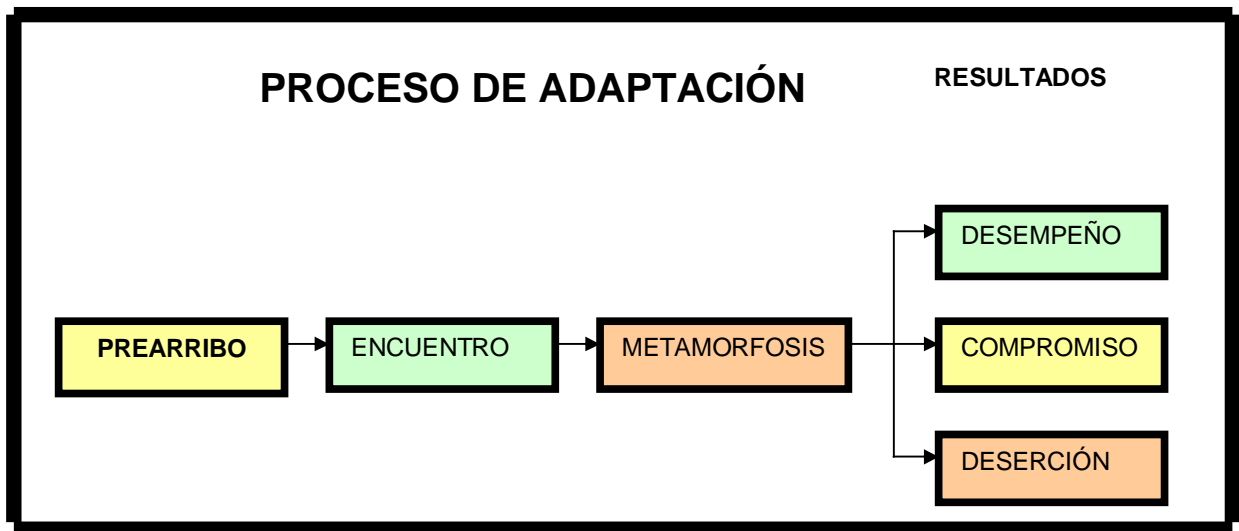 PROCESO DE ADAPTACIÓN
RESULTADOS
PREARRIBO
ENCUENTRO
METAMORFOSIS
DESEMPEÑO
COMPROMISO
DESERCIÓN